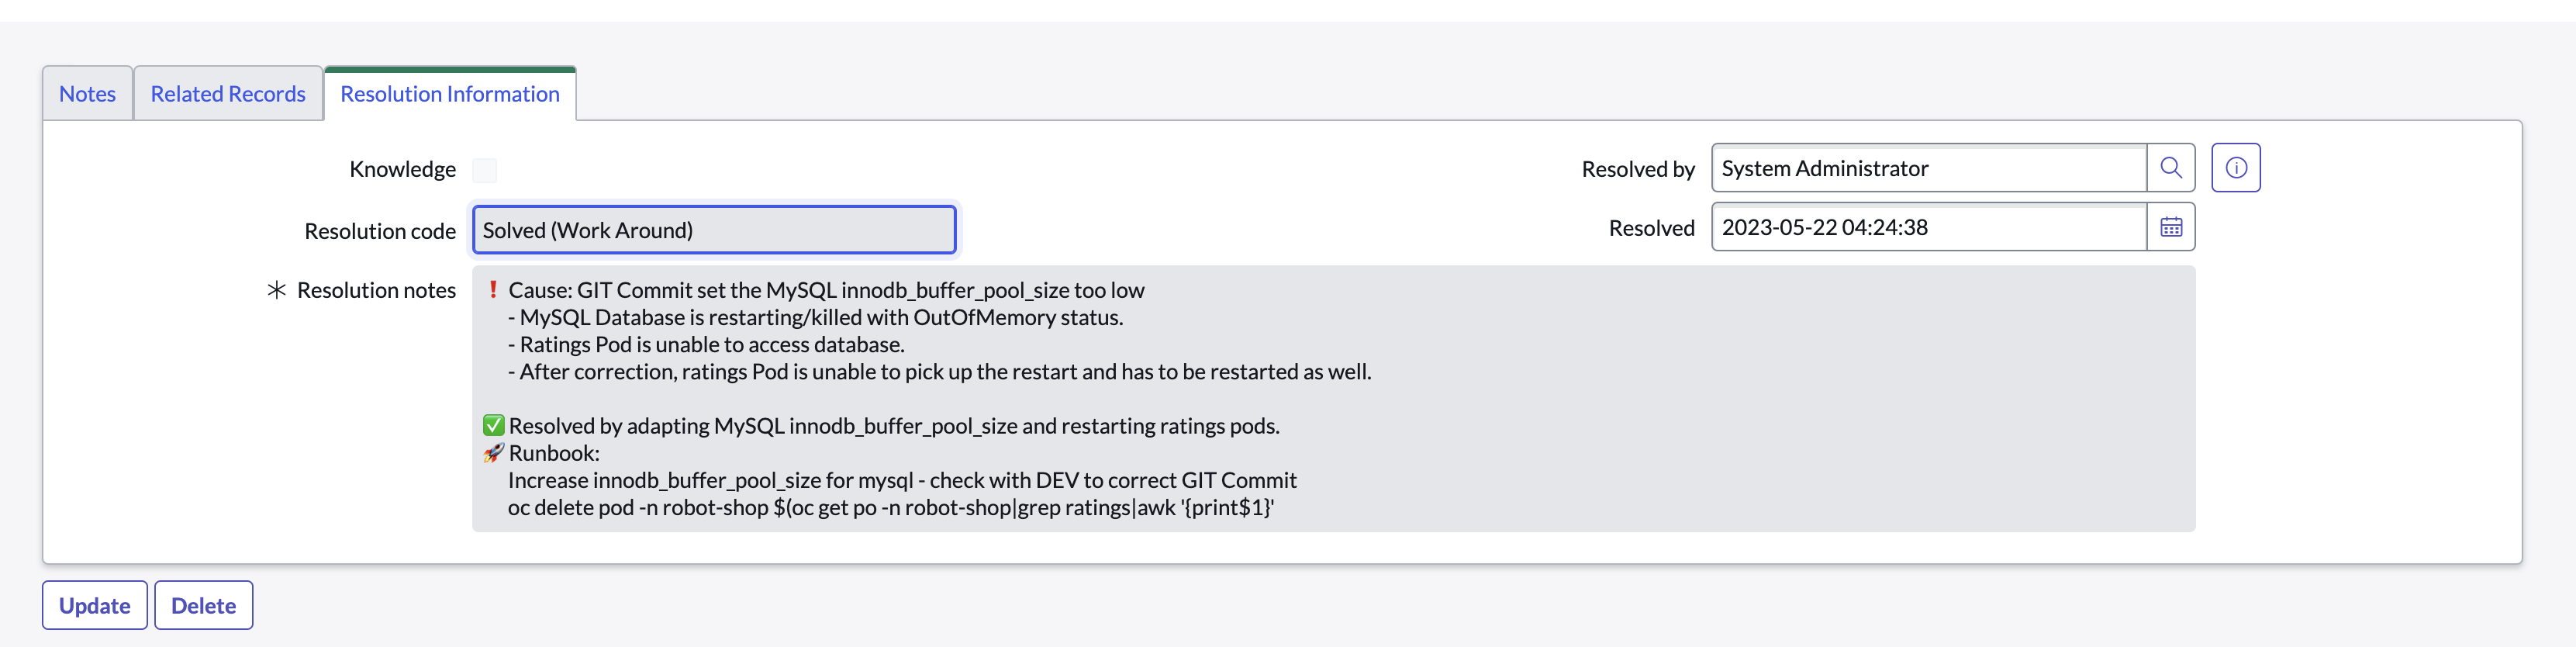 Notes
Related Records
Resolution Information
Knowledge
Resolved by
System Administrator
Resolution code
Solved (Work Around)
Resolved
2023-05-22 04:24:38
Resolution notes
❗ Cause: GIT Commit set the MySQL innodb_buffer_pool_size too low
- MySQL Database is restarting/killed with OutOfMemory status.
- Ratings Pod is unable to access database.
- After correction, ratings Pod is unable to pick up the restart and has to be restarted as well.
✅ Resolved by adapting MySQL innodb_buffer_pool_size and restarting ratings pods.
🚀 Runbook:
Increase innodb_buffer_pool_size for mysql - check with DEV to correct GIT Commit
oc delete pod -n robot-shop $(oc get po -n robot-shop|grep ratings|awk '{print$1}'
Update
Delete